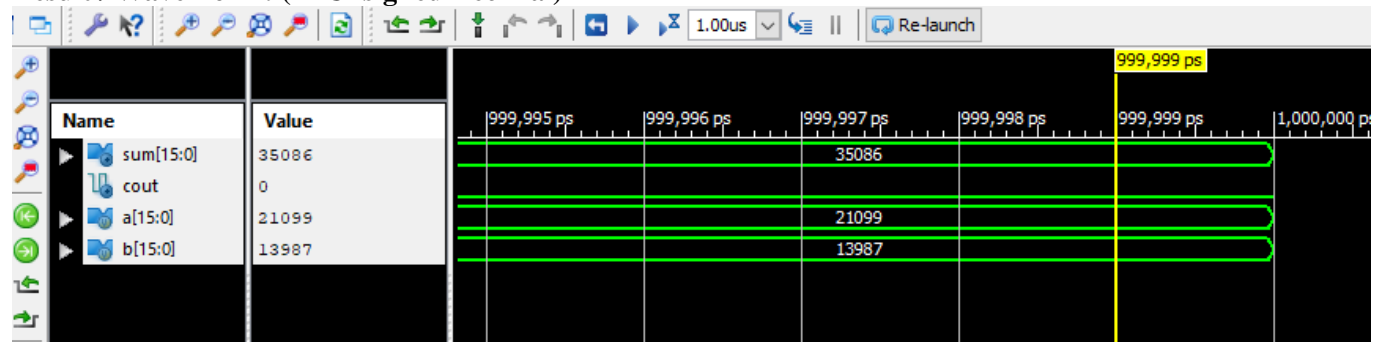 1.00us Re-launch
999,999 ps
Name Value 999,995 ps 999,996 ps 999,997 ps 999,998 ps 999,999 ps 1,000,000 ps
sum[15:0] 35086 35086
cout 0
a[15:0] 21099 21099
b[15:0] 13987 13987